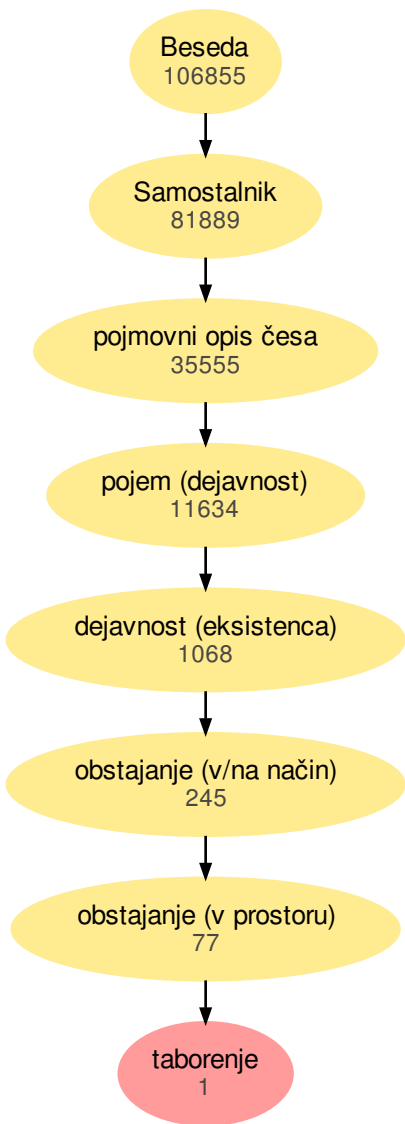 Beseda
106855
Samostalnik
81889
pojmovni opis česa
35555
pojem (dejavnost)
11634
dejavnost (eksistenca)
1068
obstajanje (v/na način)
245
obstajanje (v prostoru)
77
taborenje
1